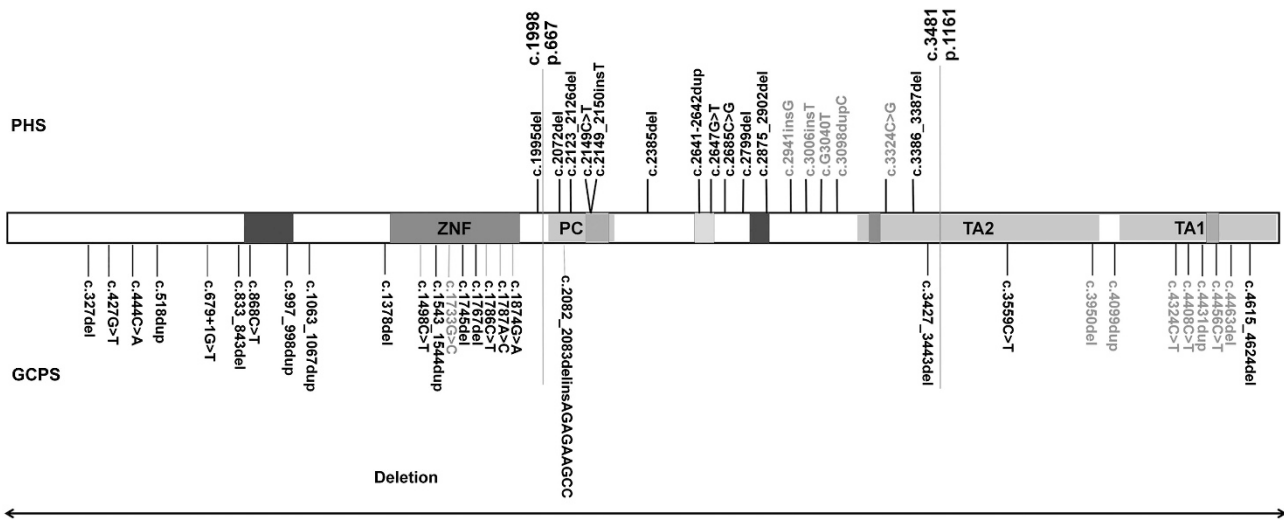 c.1998
p.667
c.3481
p.1161
PHS
c.1995del
c.2072del
c.2123_2126del
c.2149C>T
c.2149_2150insT
c.2385del
c.2641-2642dup
c.2647G>T
c.2685C>G
c.2799del
c.2875_2902del
c.2941insG
c.3006insT
c.G3040T
c.3098dupC
c.3324C>G
c.3386_3387del
ZNF
PC
TA2
TA1
c.327del
c.427G>T
c.444C>A
c.518dup
c.679+1G>T
c.833_843del
c.868C>T
c.997_998dup
c.1063_1067dup
c.1378del
c.1498C>T
c.1543_1544dup
c.1733G>C
c.1745del
c.1767del
c.1786C>T
c.1787A>C
c.1874G>A
c.2082_2083delinsAGAGAAGCC
c.3427_3443del
c.3559C>T
c.3950del
c.4099dup
c.4324C>T
c.4408C>T
c.4431dup
c.4456C>T
c.4463del
c.4615_4624del
GCPS
Deletion